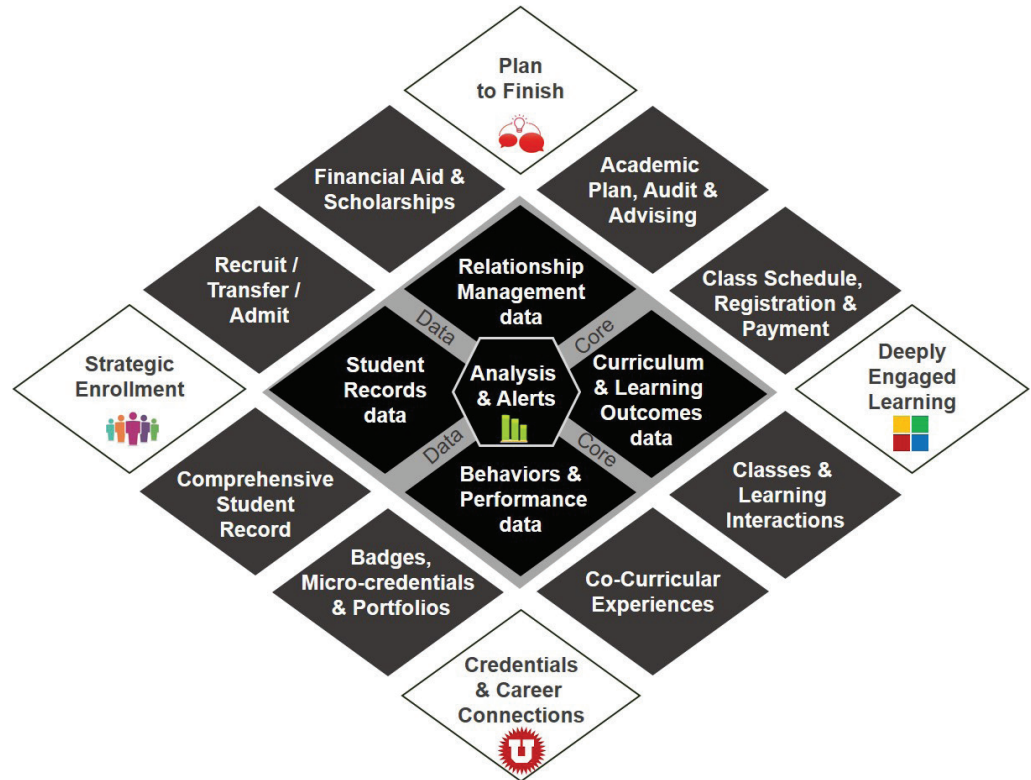 Plan
to Finish
Financial Aid &
Scholarships
Academic
Plan, Audit &
Advising
Recruit /
Transfer /
Admit
Relationship
Management
data
Class Schedule,
Registration &
Payment
Data
Core
Strategic
Enrollment
Student
Records
data
Analysis
& Alerts
Curriculum
& Learning
Outcomes
data
Deeply
Engaged
Learning
Data
Core
Comprehensive
Student
Record
Behaviors &
Performance
data
Classes &
Learning
Interactions
Badges,
Micro-credentials
& Portfolios
Co-Curricular
Experiences
Credentials
& Career
Connections
U